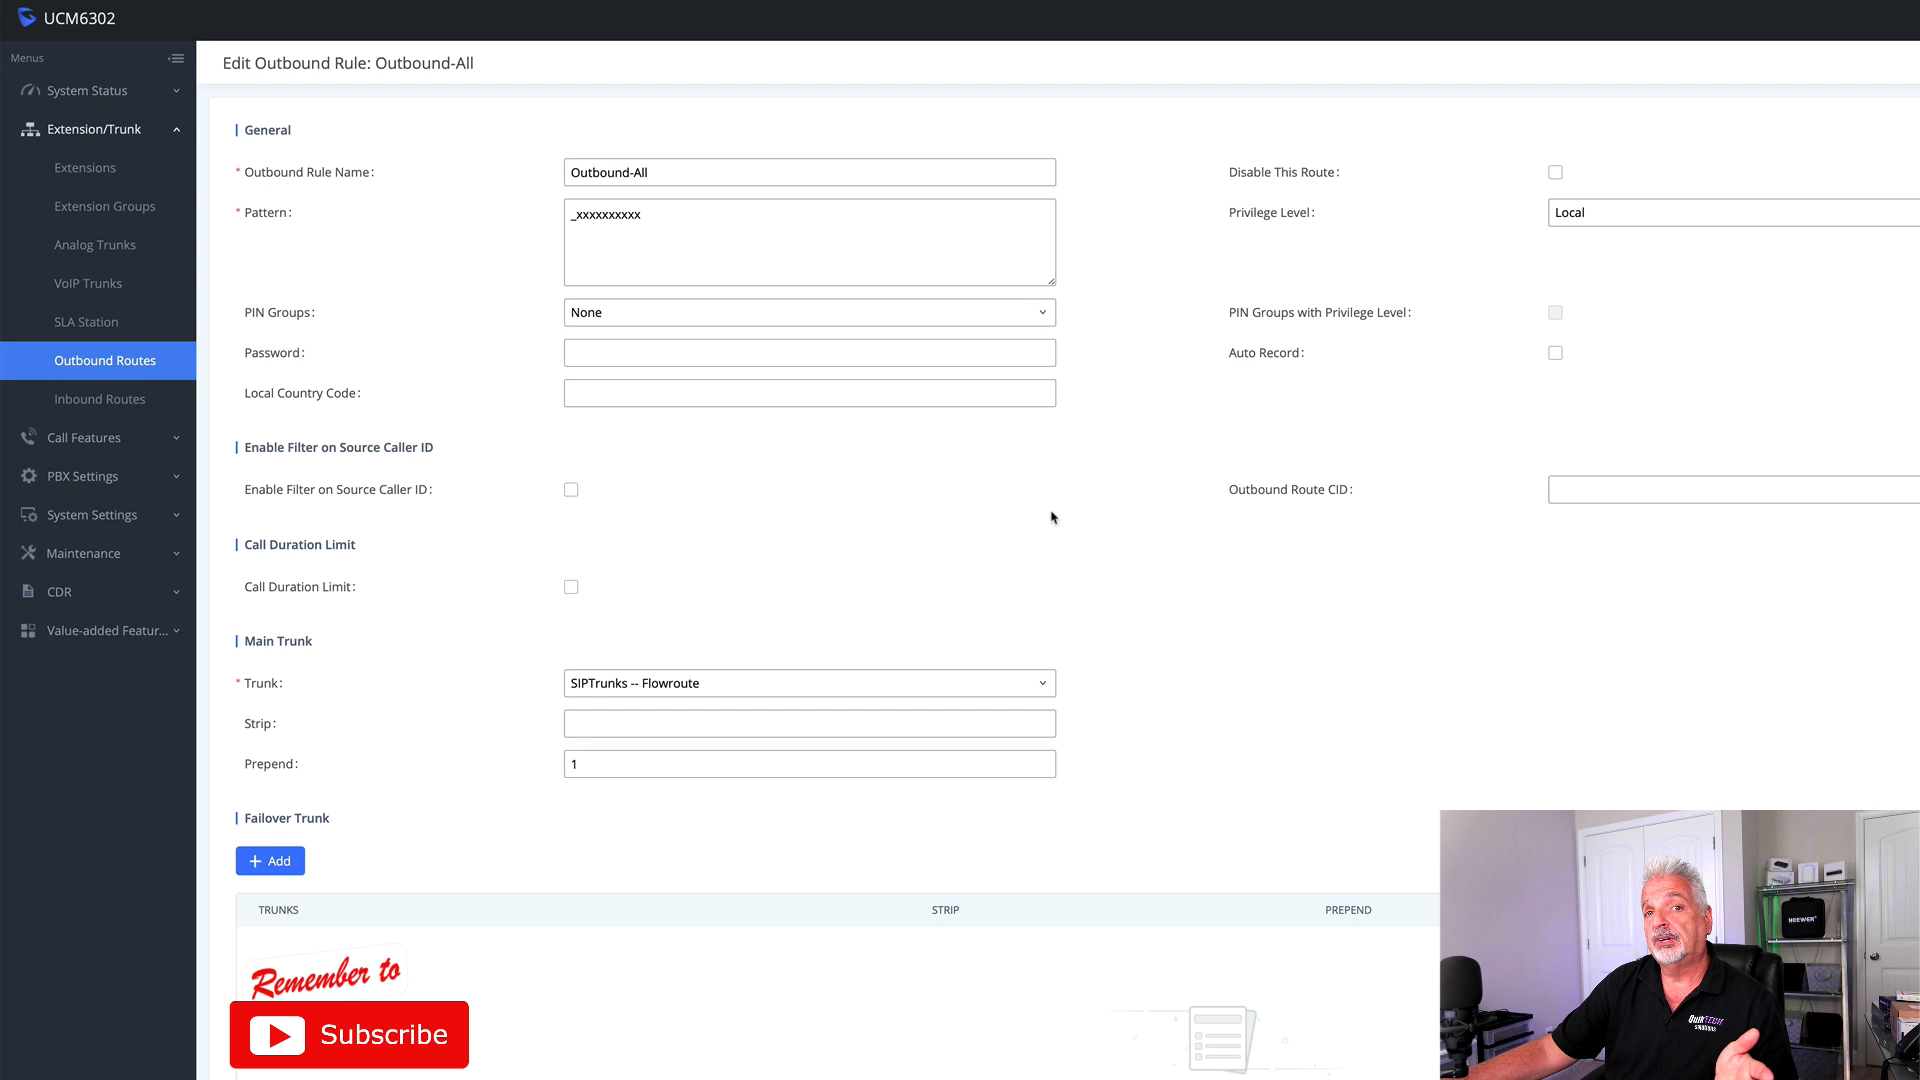 UCM6302
Menus
System Status
Extension/Trunk
Extensions
Extension Groups
Analog Trunks
VoIP Trunks
SLA Station
Outbound Routes
Inbound Routes
Call Features
PBX Settings
System Settings
Maintenance
CDR
Value-added Featur...
Edit Outbound Rule: Outbound-All
General
* Outbound Rule Name: Outbound-All
Disable This Route:
* Pattern: _xxxxxxxxxx
Privilege Level: Local
PIN Groups: None
PIN Groups with Privilege Level:
Password:
Auto Record:
Local Country Code:
Enable Filter on Source Caller ID
Enable Filter on Source Caller ID:
Outbound Route CID:
Call Duration Limit
Call Duration Limit:
Main Trunk
* Trunk: SIPTrunks -- Flowroute
Strip:
Prepend: 1
Failover Trunk
+ Add
TRUNKS STRIP PREPEND
Remember to
Subscribe
NEEWER
QuikTECH
Solutions